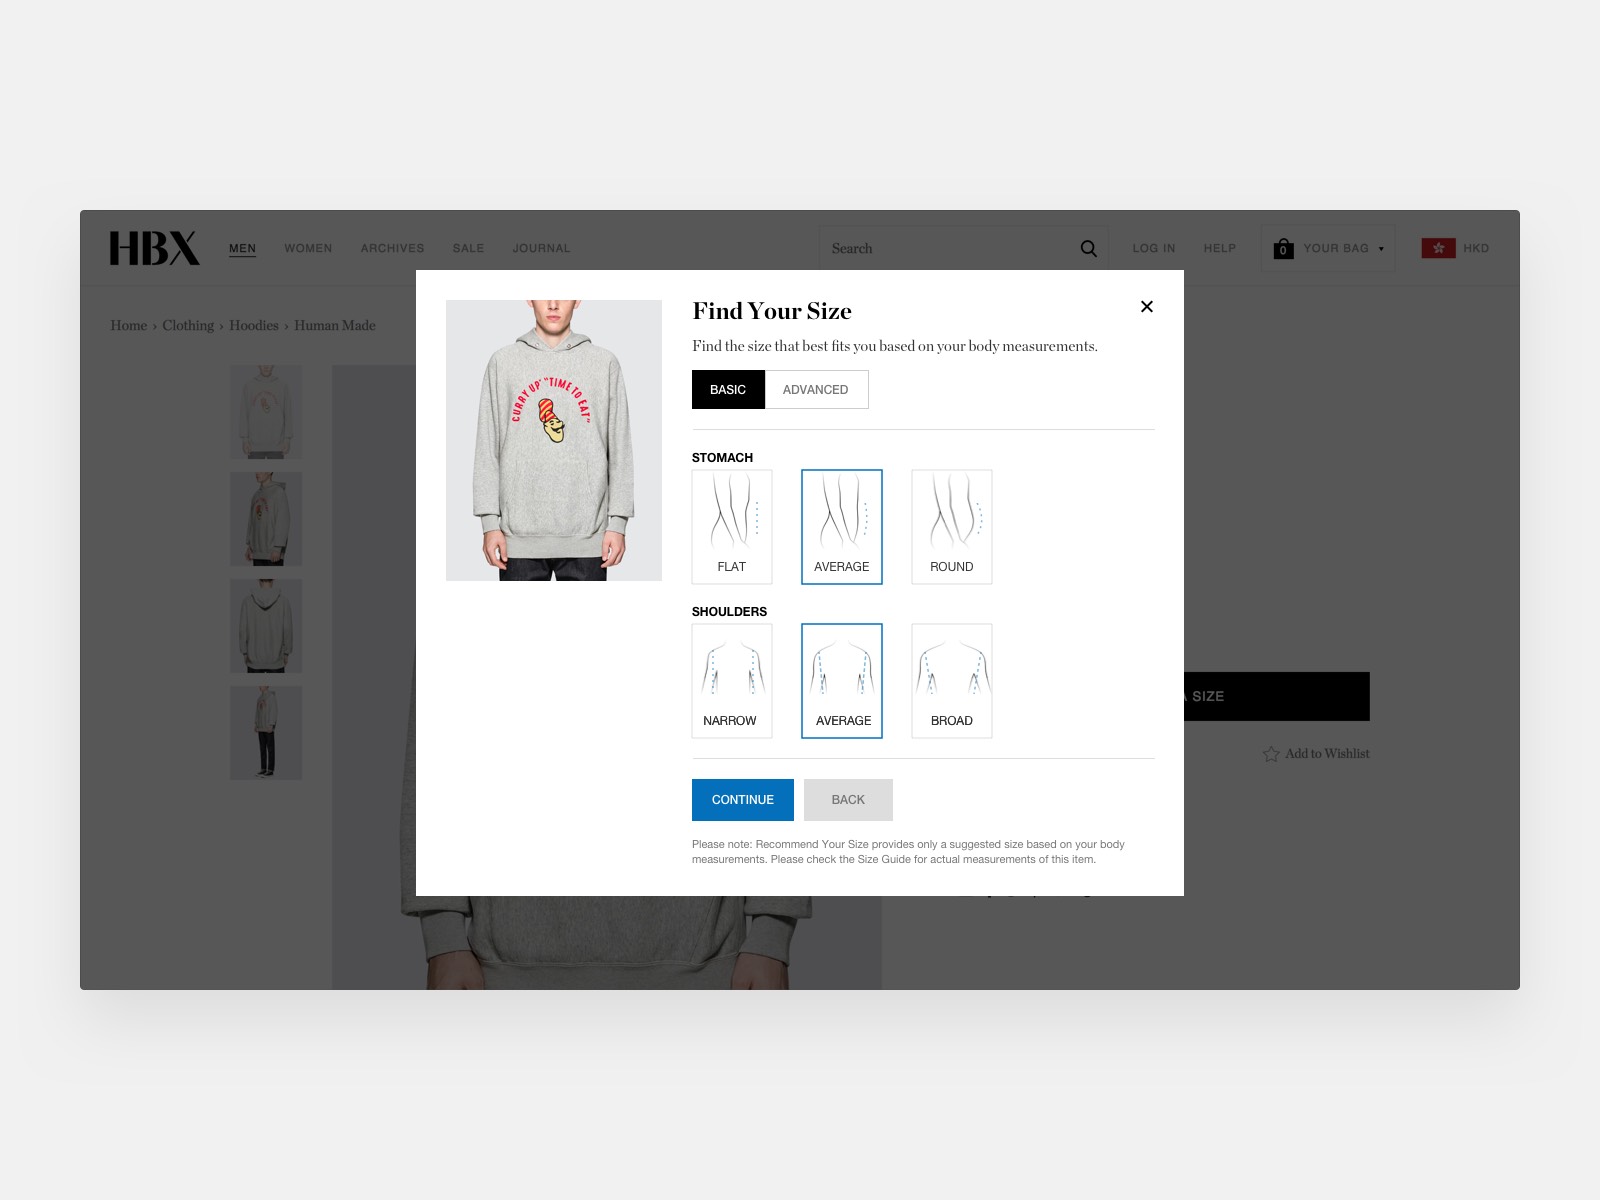 HBX
MEN WOMEN ARCHIVES SALE JOURNAL
Search
LOG IN HELP
0 YOUR BAG
HKD
Home › Clothing › Hoodies › Human Made
CURRY UP® "TIME TO EAT"
Find Your Size
Find the size that best fits you based on your body measurements.
BASIC ADVANCED
STOMACH
FLAT AVERAGE ROUND
SHOULDERS
NARROW AVERAGE BROAD
CONTINUE BACK
Please note: Recommend Your Size provides only a suggested size based on your body
measurements. Please check the Size Guide for actual measurements of this item.
SIZE
Add to Wishlist